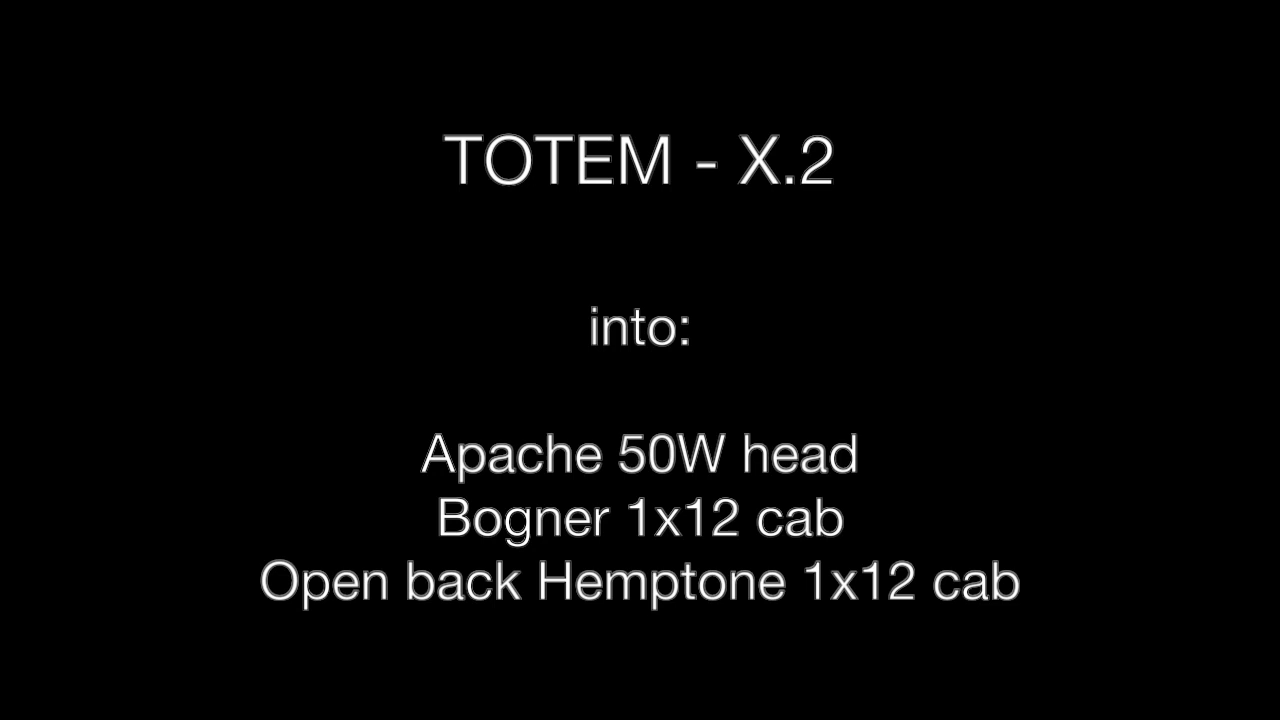 TOTEM - X.2
into:
Apache 50W head
Bogner 1x12 cab
Open back Hemptone 1x12 cab